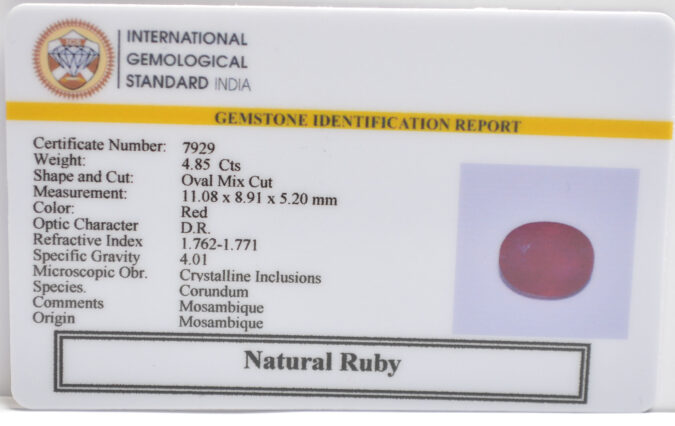 INTERNATIONAL
GEMOLOGICAL
STANDARD INDIA
GEMSTONE IDENTIFICATION REPORT
Certificate Number: 7929
Weight: 4.85 Cts
Shape and Cut: Oval Mix Cut
Measurement: 11.08 x 8.91 x 5.20 mm
Color: Red
Optic Character D.R.
Refractive Index 1.762-1.771
Specific Gravity 4.01
Microscopic Obr. Crystalline Inclusions
Species. Corundum
Comments Mosambique
Origin Mosambique
Natural Ruby